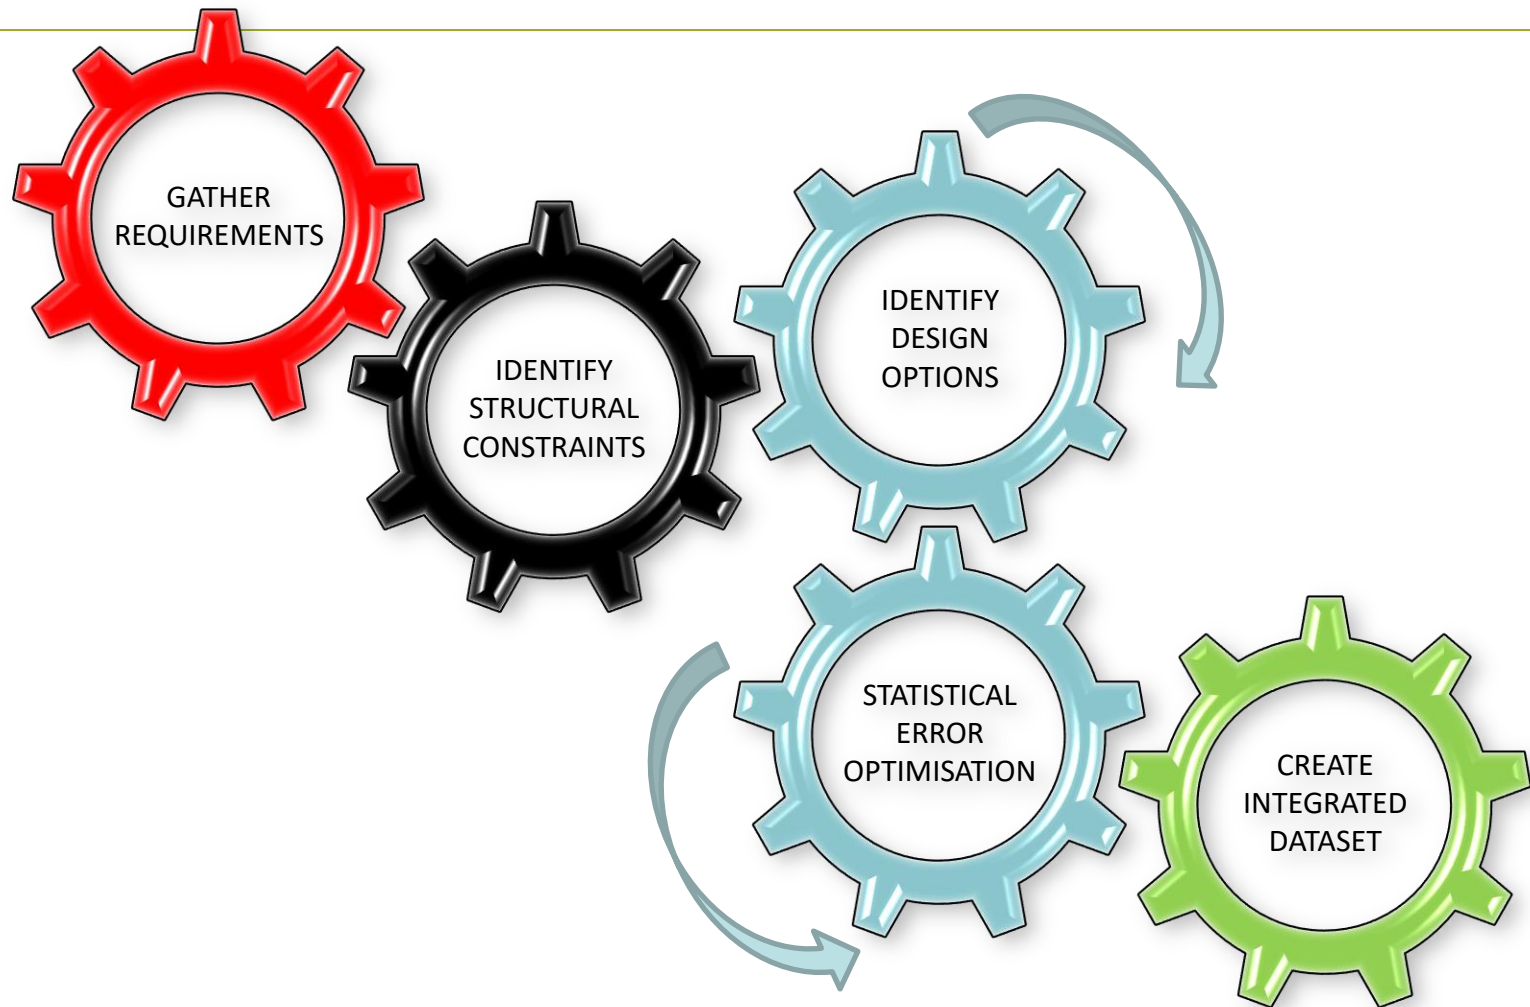 GATHER
REQUIREMENTS
IDENTIFY
STRUCTURAL
CONSTRAINTS
IDENTIFY
DESIGN
OPTIONS
STATISTICAL
ERROR
OPTIMISATION
CREATE
INTEGRATED
DATASET